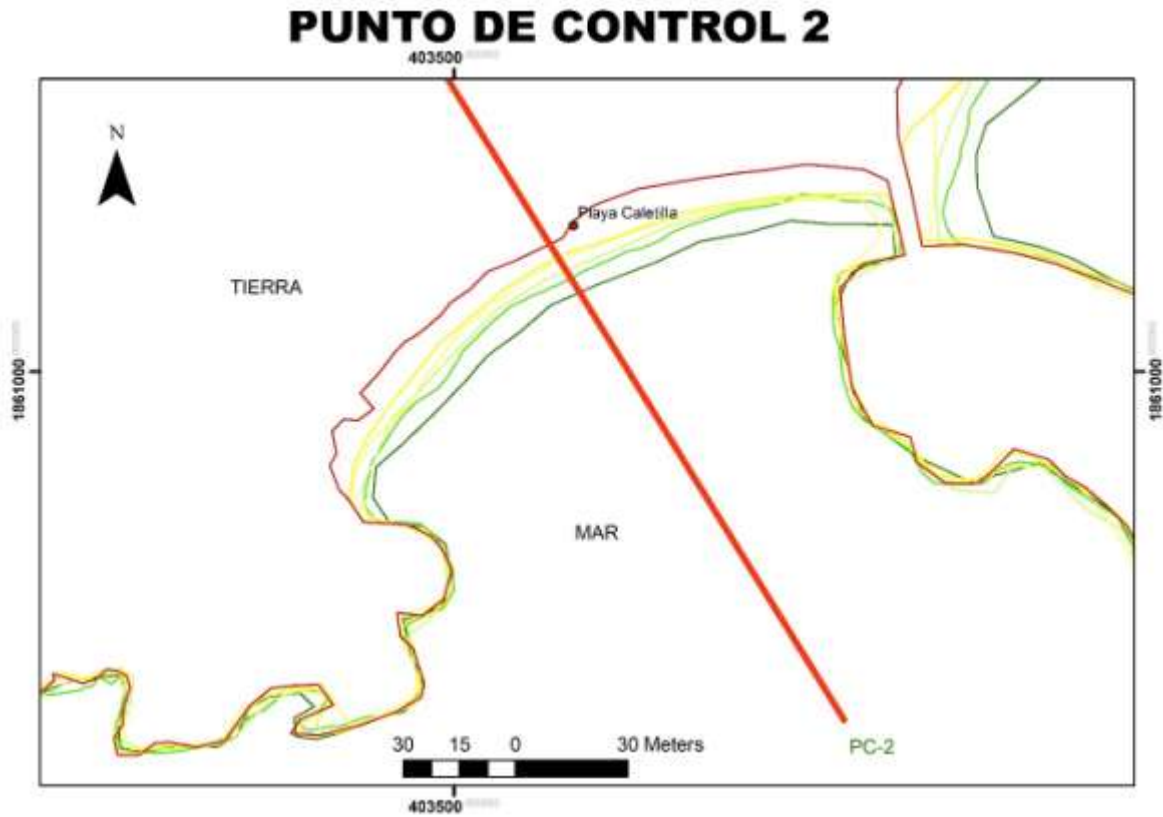 PUNTO DE CONTROL 2
403500
N
Playa Caletilla
TIERRA
1861000
1861000
MAR
30 15 0 30 Meters
PC-2
403500